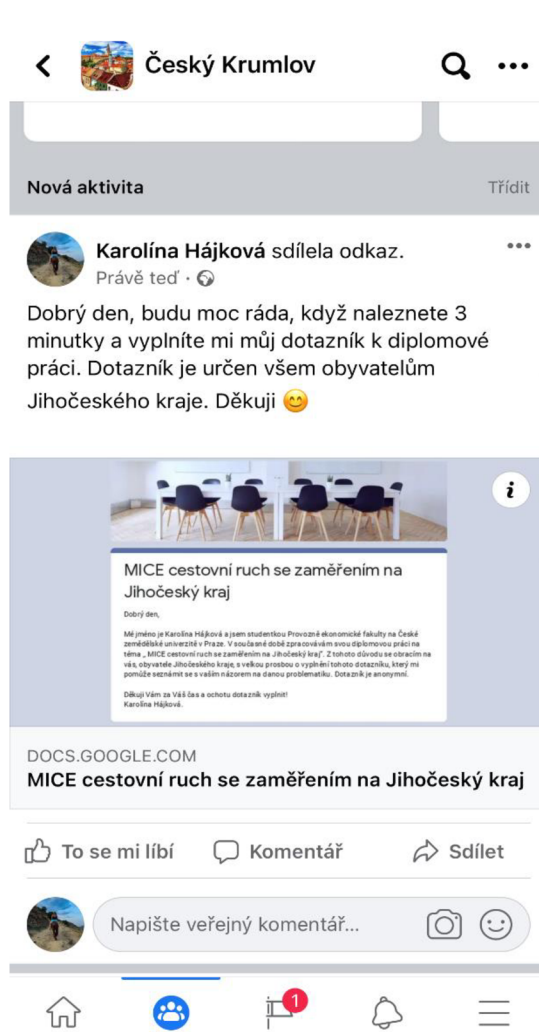 Český Krumlov
Nová aktivita
Třídit
Karolína Hájková sdílela odkaz.
Právě teď ·
Dobrý den, budu moc ráda, když naleznete 3
minutky a vyplníte mi můj dotazník k diplomové
práci. Dotazník je určen všem obyvatelům
Jihočeského kraje. Děkuji 😊
MICE cestovní ruch se zaměřením na
Jihočeský kraj
Dobrý den,
Mé jméno je Karolína Hájková a jsem studentkou Provozně ekonomické fakulty na České
zemědělské univerzitě v Praze. V současné době zpracovávám svou diplomovou práci na
téma „ MICE cestovní ruch se zaměřením na Jihočeský kraj“. Z tohoto důvodu se obracím na
vás, obyvatele Jihočeského kraje, s velkou prosbou o vyplnění tohoto dotazníku, který mi
pomůže seznámit se s vaším názorem na danou problematiku. Dotazník je anonymní.
Děkuji Vám za Váš čas a ochotu dotazník vyplnit!
Karolína Hájková.
DOCS.GOOGLE.COM
MICE cestovní ruch se zaměřením na Jihočeský kraj
To se mi líbí
Komentář
Sdílet
Napište veřejný komentář...
1